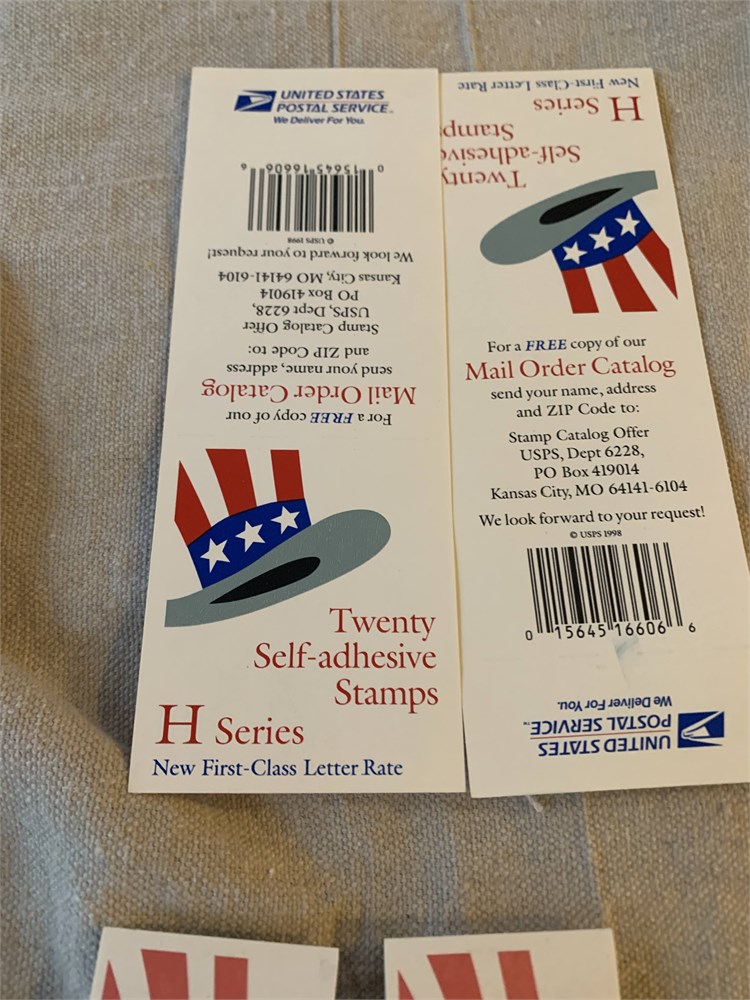 UNITED STATES
POSTAL SERVICE™
We Deliver For You.
0 15645 16606 6
© USPS 1998
We look forward to your request!
Kansas City, MO 64141-6104
PO Box 419014
USPS, Dept 6228,
Stamp Catalog Offer
and ZIP Code to:
send your name, address
Mail Order Catalog
For a FREE copy of our
Twenty
Self-adhesive
Stamps
H Series
New First-Class Letter Rate
New First-Class Letter Rate
H Series
Stamps
Self-adhesive
Twenty
For a FREE copy of our
Mail Order Catalog
send your name, address
and ZIP Code to:
Stamp Catalog Offer
USPS, Dept 6228,
PO Box 419014
Kansas City, MO 64141-6104
We look forward to your request!
© USPS 1998
0 15645 16606 6
UNITED STATES
POSTAL SERVICE™
We Deliver For You.